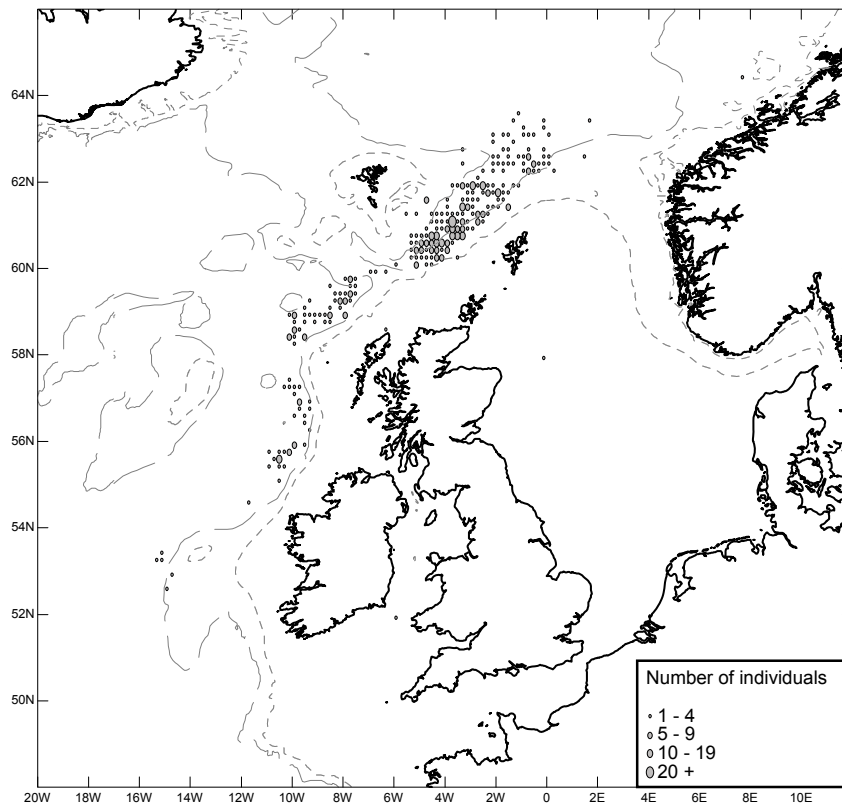 64N
62N
60N
58N
56N
54N
52N
50N
Number of individuals
1 - 4
5 - 9
10 - 19
20 +
20W 18W 16W 14W 12W 10W 8W 6W 4W 2W 0 2E 4E 6E 8E 10E